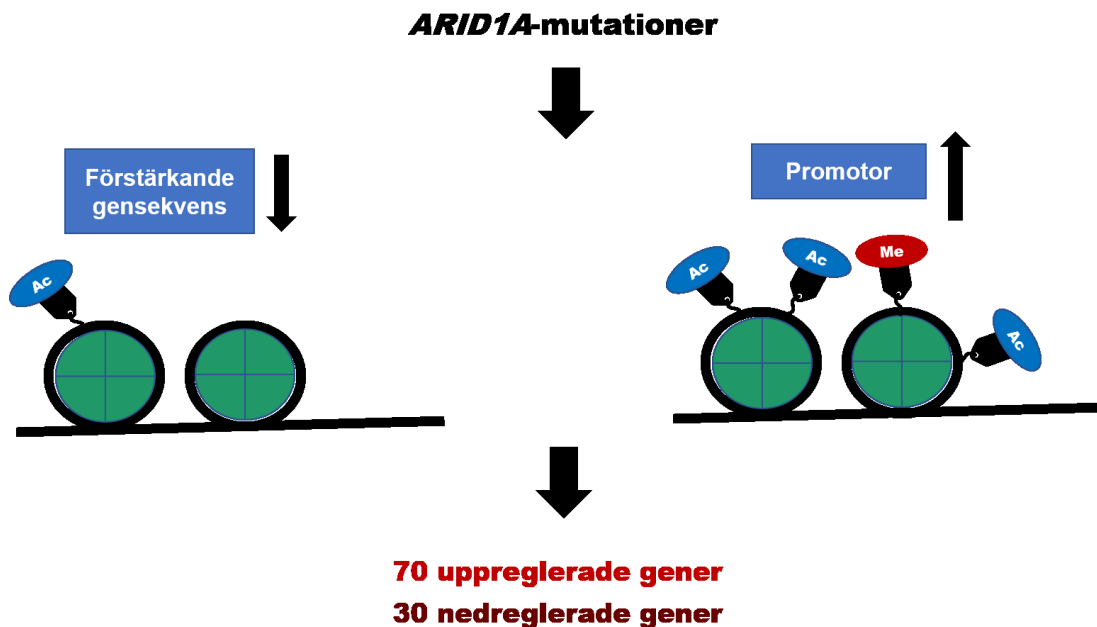 ARID1A-mutationer
Förstärkande
gensekvens
Promotor
Ac
Ac
Ac
Me
Ac
70 uppreglerade gener
30 nedreglerade gener